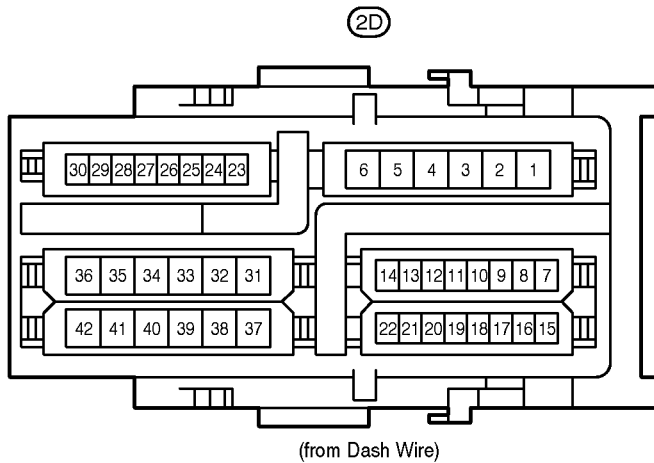 2D
30 29 28 27 26 25 24 23
6 5 4 3 2 1
36 35 34 33 32 31
14 13 12 11 10 9 8 7
42 41 40 39 38 37
22 21 20 19 18 17 16 15
(from Dash Wire)